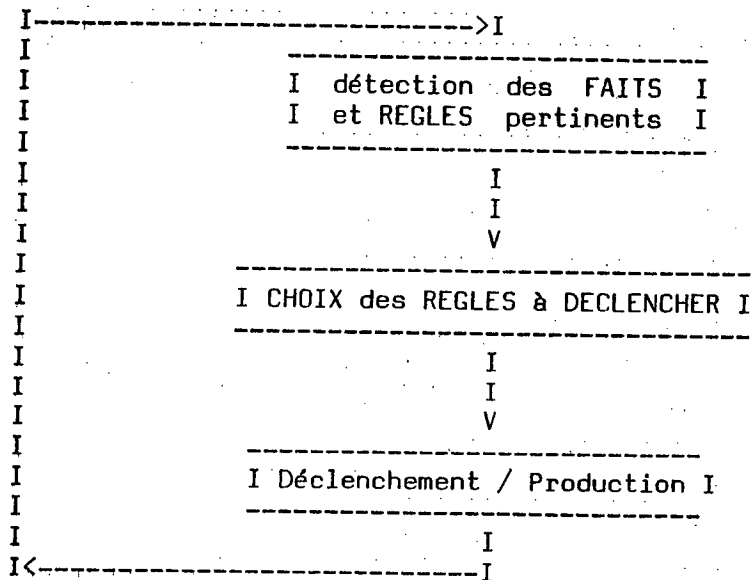 détection des FAITS
et REGLES pertinents
CHOIX des REGLES à DECLENCHER
Déclenchement / Production